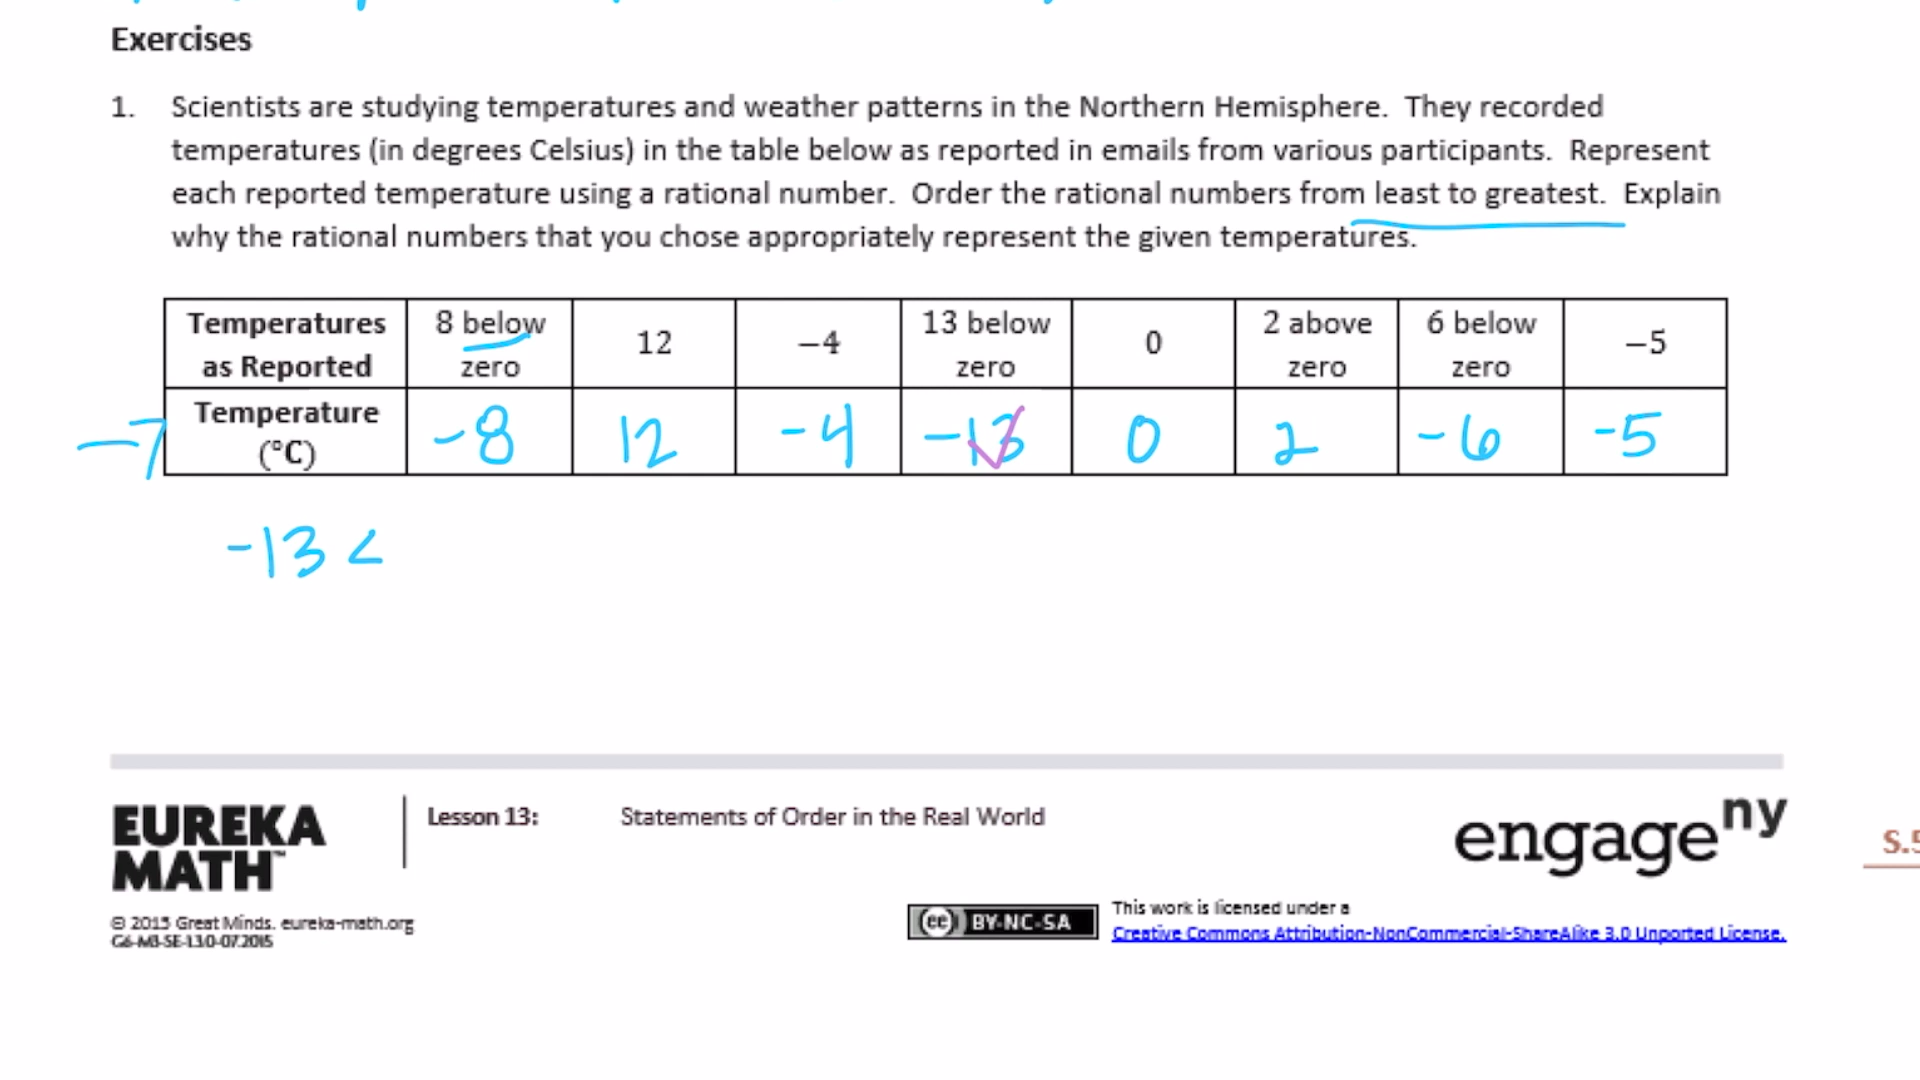 Exercises
1. Scientists are studying temperatures and weather patterns in the Northern Hemisphere. They recorded
temperatures (in degrees Celsius) in the table below as reported in emails from various participants. Represent
each reported temperature using a rational number. Order the rational numbers from least to greatest. Explain
why the rational numbers that you chose appropriately represent the given temperatures.
Temperatures as Reported 8 below zero 12 −4 13 below zero 0 2 above zero 6 below zero −5
−7 Temperature (°C) -8 12 -4 -13 0 2 -6 -5
-13 <
EUREKA MATH™
Lesson 13: Statements of Order in the Real World
engage ny
S.5
© 2015 Great Minds. eureka-math.org
G6-M3-SE-1.3.0-07.2015
cc BY-NC-SA
This work is licensed under a
Creative Commons Attribution-NonCommercial-ShareAlike 3.0 Unported License.